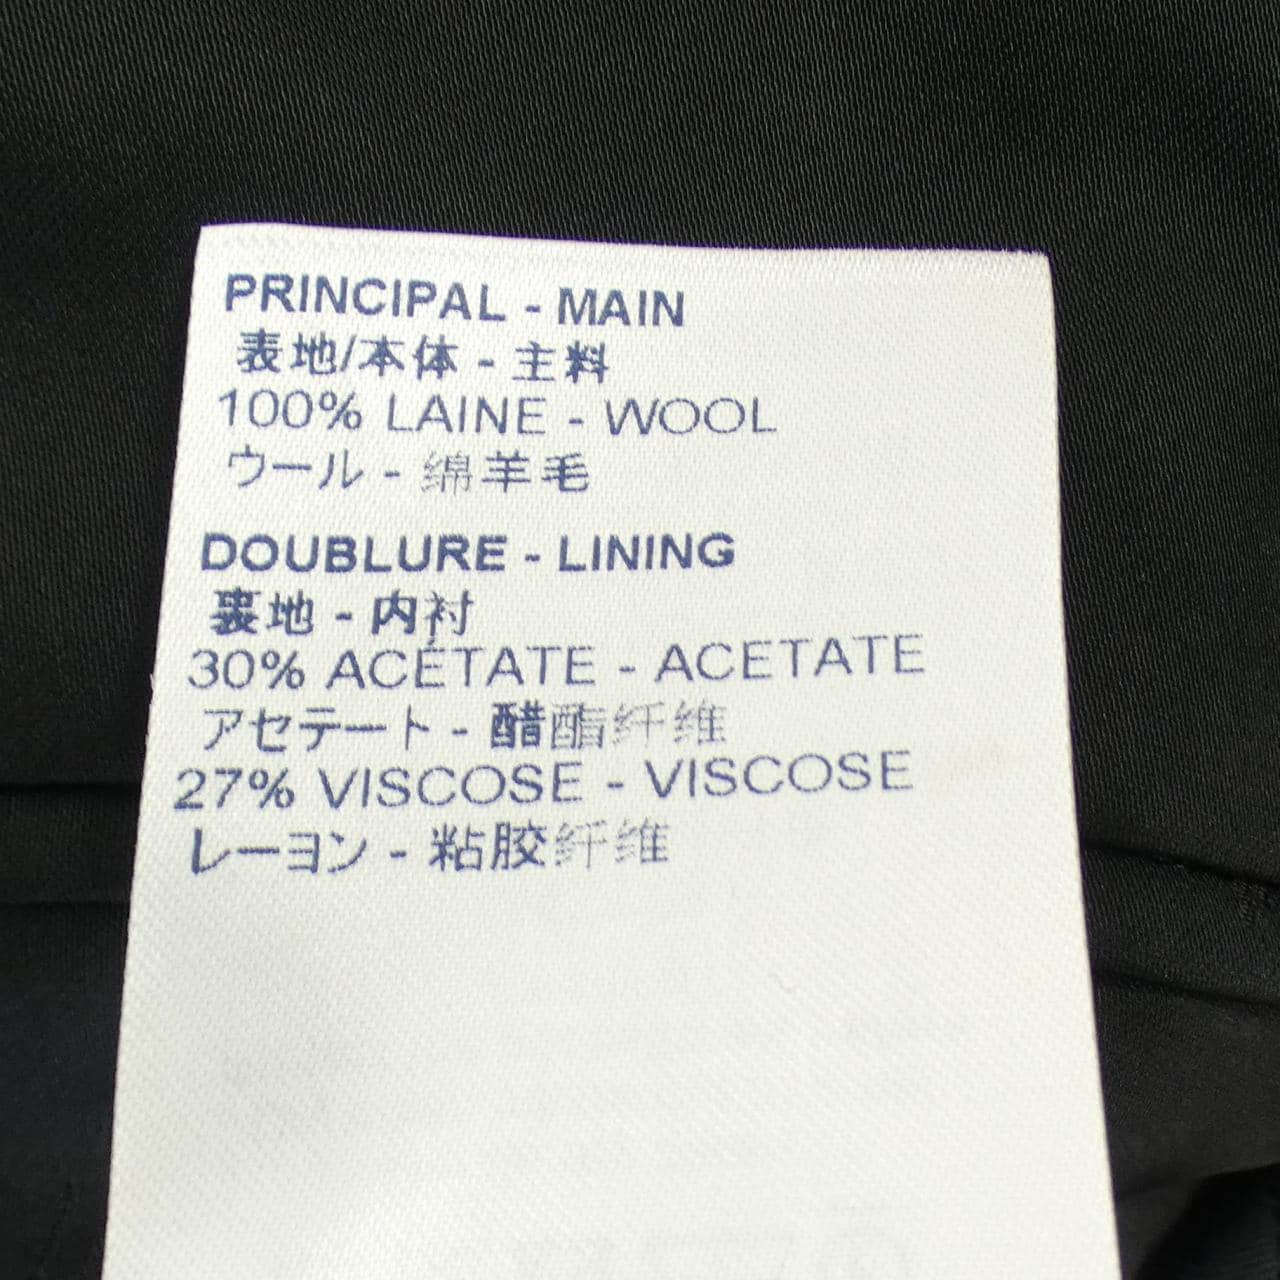 PRINCIPAL - MAIN
表地/本体 - 主料
100% LAINE - WOOL
ウール - 绵羊毛
DOUBLURE - LINING
裏地 - 内衬
30% ACÉTATE - ACETATE
アセテート - 醋酯纤维
27% VISCOSE - VISCOSE
レーヨン - 粘胶纤维